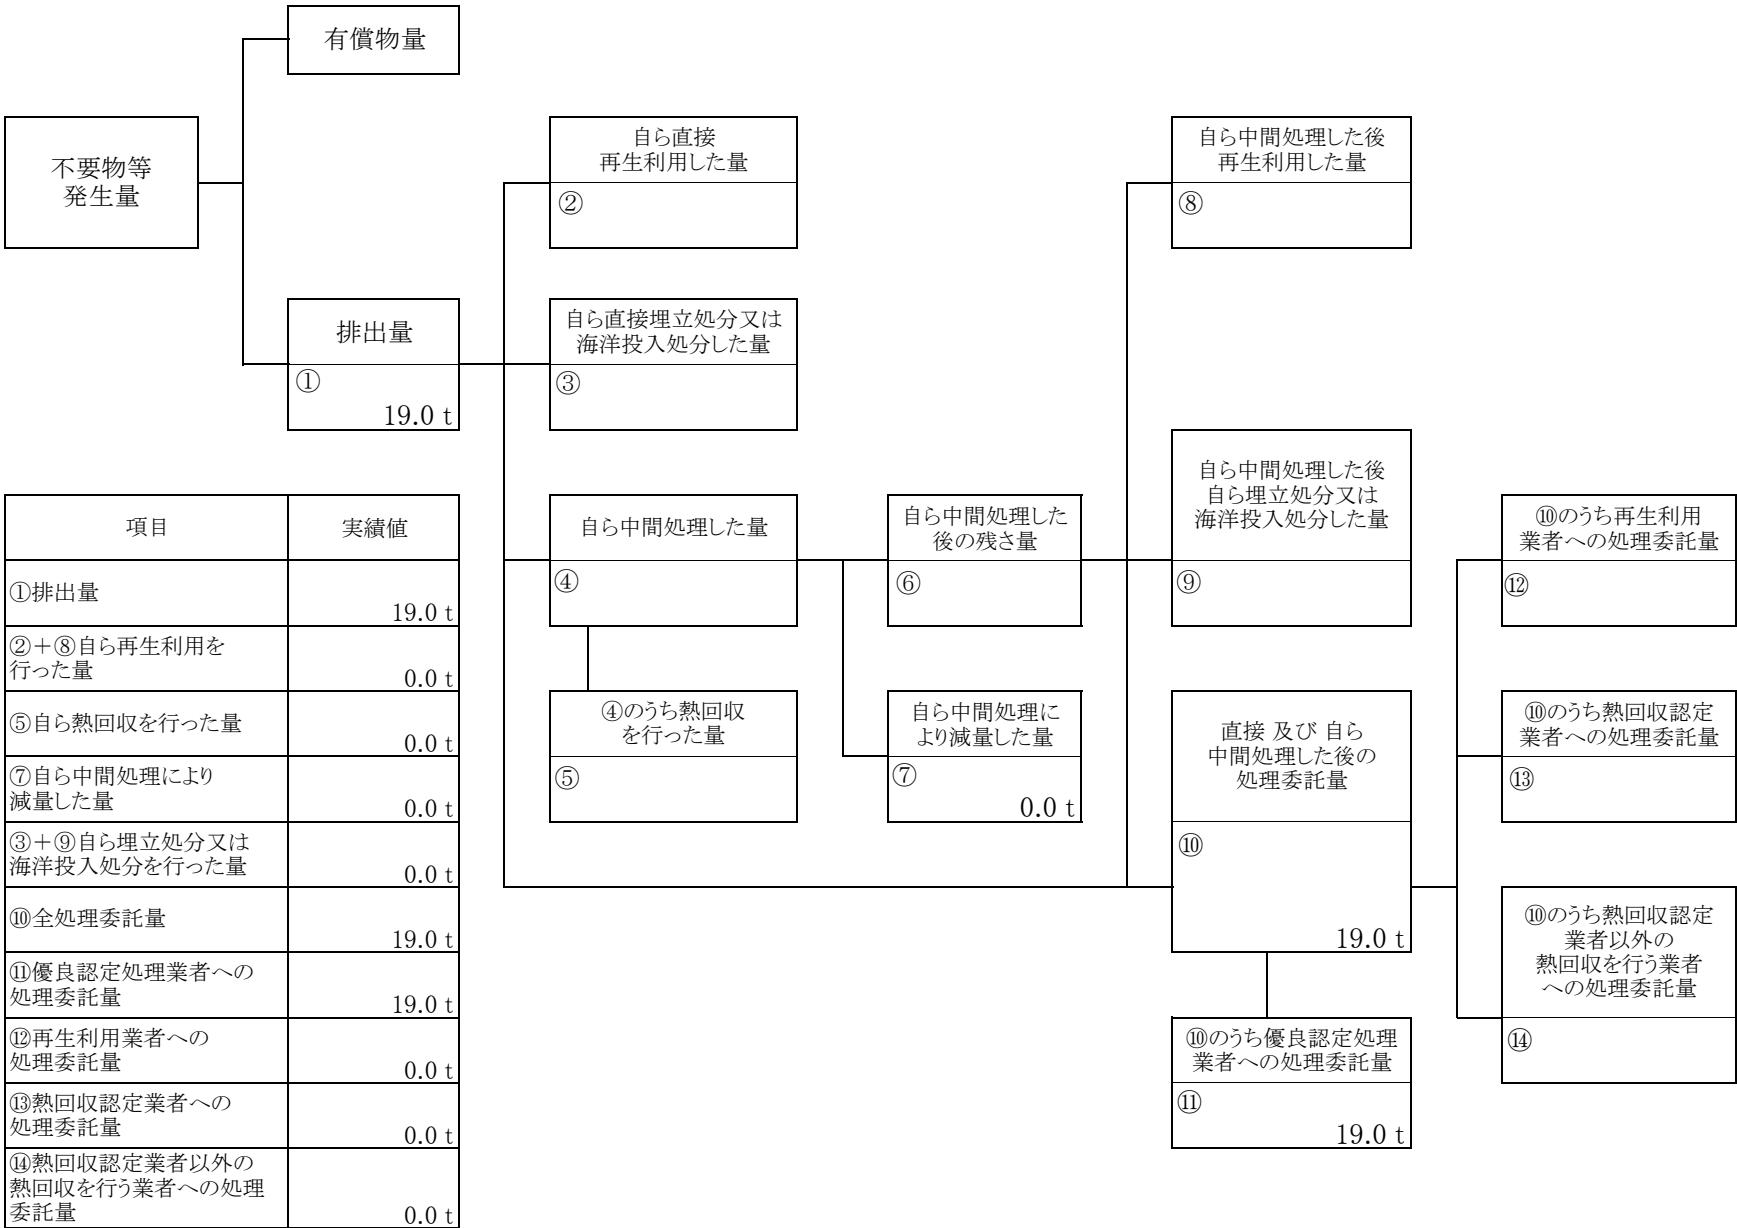 有償物量
不要物等
発生量
自ら直接
再生利用した量
②
自ら中間処理した後
再生利用した量
⑧
排出量
①
19.0 t
自ら直接埋立処分又は
海洋投入処分した量
③
自ら中間処理した量
④
自ら中間処理した
後の残さ量
⑥
自ら中間処理した後
自ら埋立処分又は
海洋投入処分した量
⑨
⑩のうち再生利用
業者への処理委託量
⑫
④のうち熱回収
を行った量
⑤
自ら中間処理に
より減量した量
⑦
0.0 t
直接 及び 自ら
中間処理した後の
処理委託量
⑩
19.0 t
⑩のうち熱回収認定
業者への処理委託量
⑬
⑩のうち熱回収認定
業者以外の
熱回収を行う業者
への処理委託量
⑭
⑩のうち優良認定処理
業者への処理委託量
⑪
19.0 t
項目 実績値
①排出量
19.0 t
②＋⑧自ら再生利用を
行った量
0.0 t
⑤自ら熱回収を行った量
0.0 t
⑦自ら中間処理により
減量した量
0.0 t
③＋⑨自ら埋立処分又は
海洋投入処分を行った量
0.0 t
⑩全処理委託量
19.0 t
⑪優良認定処理業者への
処理委託量
19.0 t
⑫再生利用業者への
処理委託量
0.0 t
⑬熱回収認定業者への
処理委託量
0.0 t
⑭熱回収認定業者以外の
熱回収を行う業者への処理
委託量
0.0 t